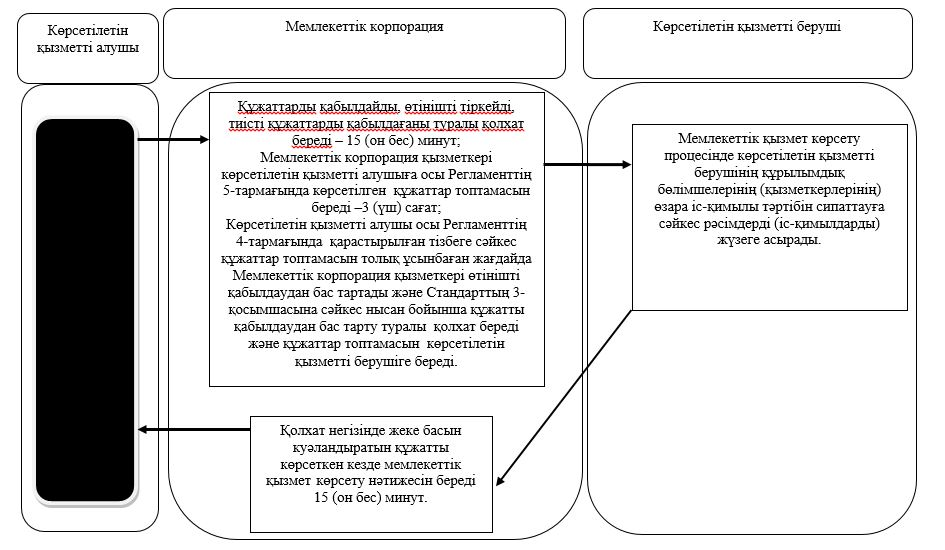 Көрсетілетін
қызметті алушы
Мемлекеттік корпорация
Көрсетілетін қызметті беруші
Құжаттарды қабылдайды, өтінішті тіркейді,
тиісті құжаттарды қабылдағаны туралы қолхат
береді – 15 (он бес) минут;
Мемлекеттік корпорация қызметкері
көрсетілетін қызметті алушыға осы Регламенттің
5-тармағында көрсетілген құжаттар топтамасын
береді –3 (үш) сағат;
Көрсетілетін қызметті алушы осы Регламенттің
4-тармағында қарастырылған тізбеге сәйкес
құжаттар топтамасын толық ұсынбаған жағдайда
Мемлекеттік корпорация қызметкері өтінішті
қабылдаудан бас тартады және Стандарттың 3-
қосымшасына сәйкес нысан бойынша құжатты
қабылдаудан бас тарту туралы қолхат береді
және құжаттар топтамасын көрсетілетін
қызметті берушіге береді.
Мемлекеттік қызмет көрсету
процесінде көрсетілетін қызметті
берушінің құрылымдық
бөлімшелерінің (қызметкерлерінің)
өзара іс-қимылы тәртібін сипаттауға
сәйкес рәсімдерді (іс-қимылдарды)
жүзеге асырады.
Қолхат негізінде жеке басын
куәландыратын құжатты
көрсеткен кезде мемлекеттік
қызмет көрсету нәтижесін береді
15 (он бес) минут.